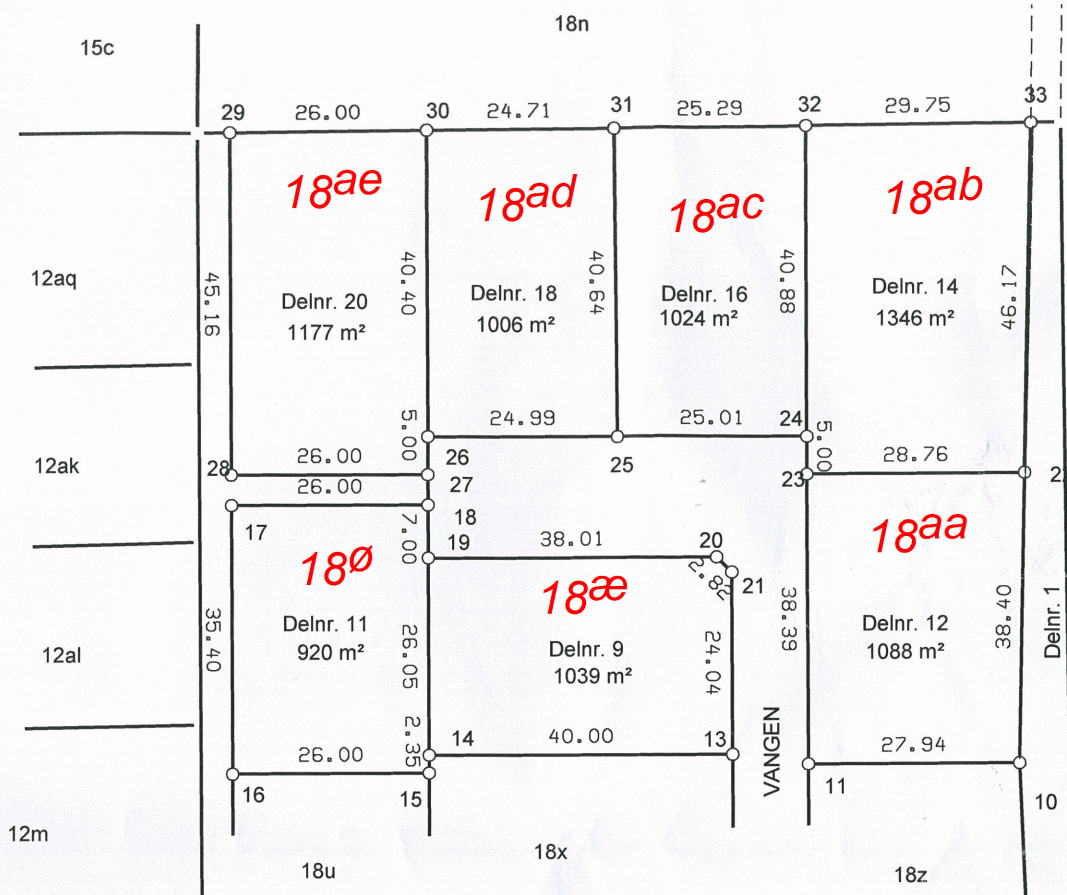 18n
15c
29
26.00
30
24.71
31
25.29
32
29.75
33
18ae
18ad
18ac
18ab
12aq
45.16
Delnr. 20
1177 m²
40.40
Delnr. 18
1006 m²
40.64
Delnr. 16
1024 m²
40.88
Delnr. 14
1346 m²
46.17
12ak
28
26.00
5.00
26
24.99
25
25.01
24
5.00
23
28.76
27
26.00
17
18
7.00
19
38.01
20
2.82
21
18ø
18æ
18aa
12al
35.40
Delnr. 11
920 m²
26.05
Delnr. 9
1039 m²
24.04
38.39
Delnr. 12
1088 m²
38.40
Delnr. 1
2.35
14
40.00
13
VANGEN
27.94
26.00
16
15
11
10
12m
18u
18x
18z